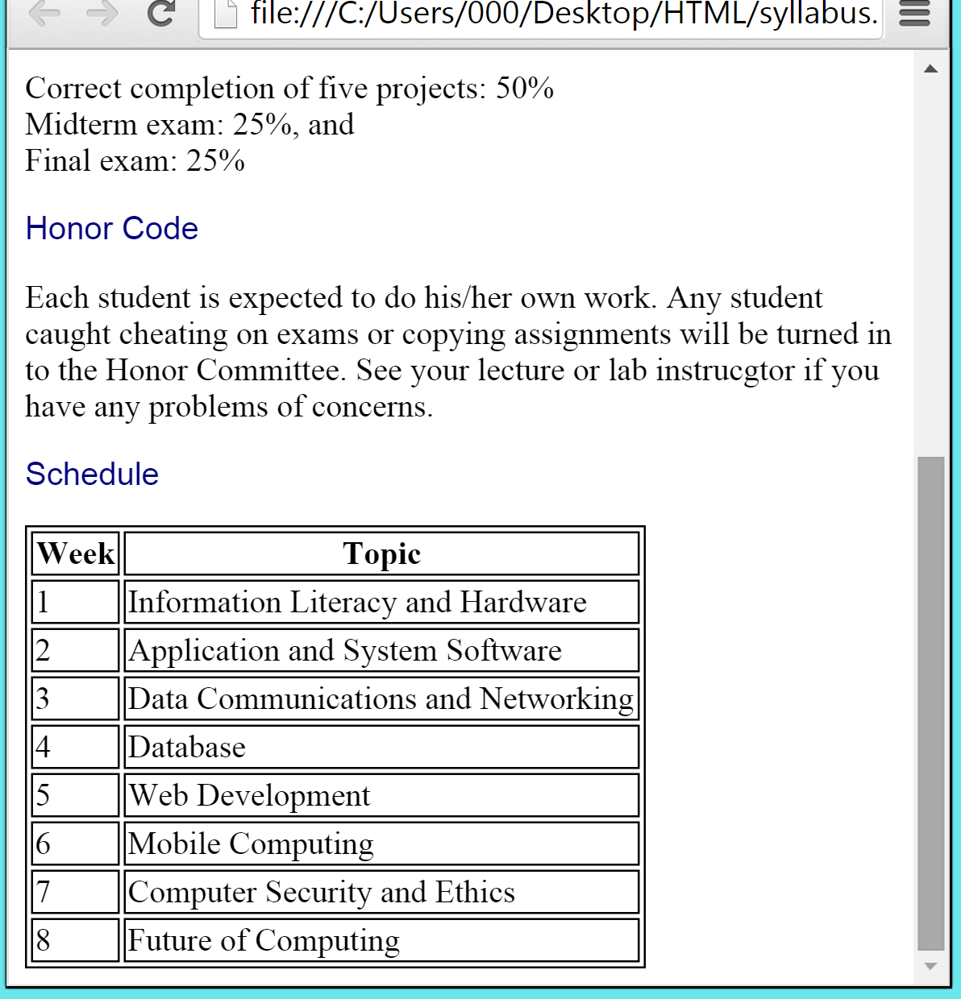 file:///C:/Users/000/Desktop/HTML/syllabus.
Correct completion of five projects: 50%
Midterm exam: 25%, and
Final exam: 25%
Honor Code
Each student is expected to do his/her own work. Any student
caught cheating on exams or copying assignments will be turned in
to the Honor Committee. See your lecture or lab instrucgtor if you
have any problems of concerns.
Schedule
Week Topic
1 Information Literacy and Hardware
2 Application and System Software
3 Data Communications and Networking
4 Database
5 Web Development
6 Mobile Computing
7 Computer Security and Ethics
8 Future of Computing